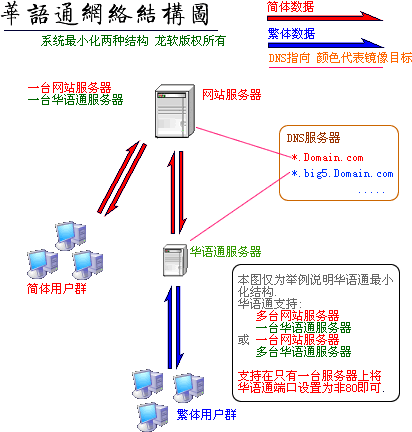 華語通網絡結構圖
系统最小化两种结构 龙软版权所有
简体数据
繁体数据
DNS指向 颜色代表镜像目标
一台网站服务器
一台华语通服务器
网站服务器
DNS服务器
*.Domain.com
*.big5.Domain.com
.....
华语通服务器
简体用户群
本图仅为举例说明华语通最小
化结构.
华语通支持:
多台网站服务器
一台华语通服务器
或 一台网站服务器
多台华语通服务器
支持在只有一台服务器上将
华语通端口设置为非80即可.
繁体用户群